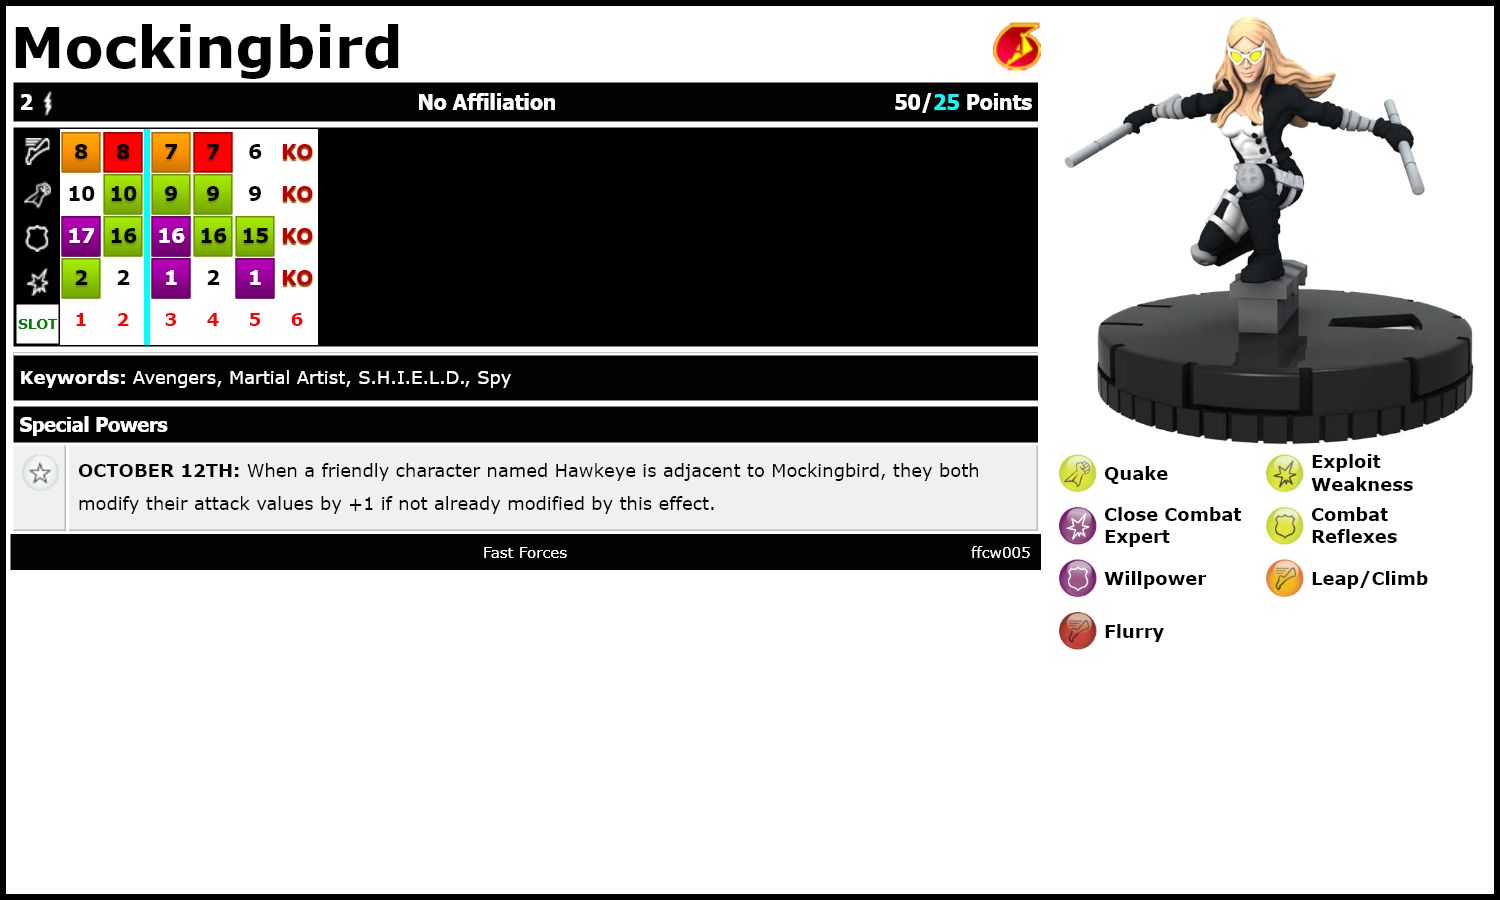 Mockingbird
2 No Affiliation 50/25 Points
8 8 7 7 6 KO
10 10 9 9 9 KO
17 16 16 16 15 KO
2 2 1 2 1 KO
SLOT 1 2 3 4 5 6
Keywords: Avengers, Martial Artist, S.H.I.E.L.D., Spy
Special Powers
OCTOBER 12TH: When a friendly character named Hawkeye is adjacent to Mockingbird, they both
modify their attack values by +1 if not already modified by this effect.
Fast Forces ffcw005
Quake
Exploit
Weakness
Close Combat
Expert
Combat
Reflexes
Willpower
Leap/Climb
Flurry